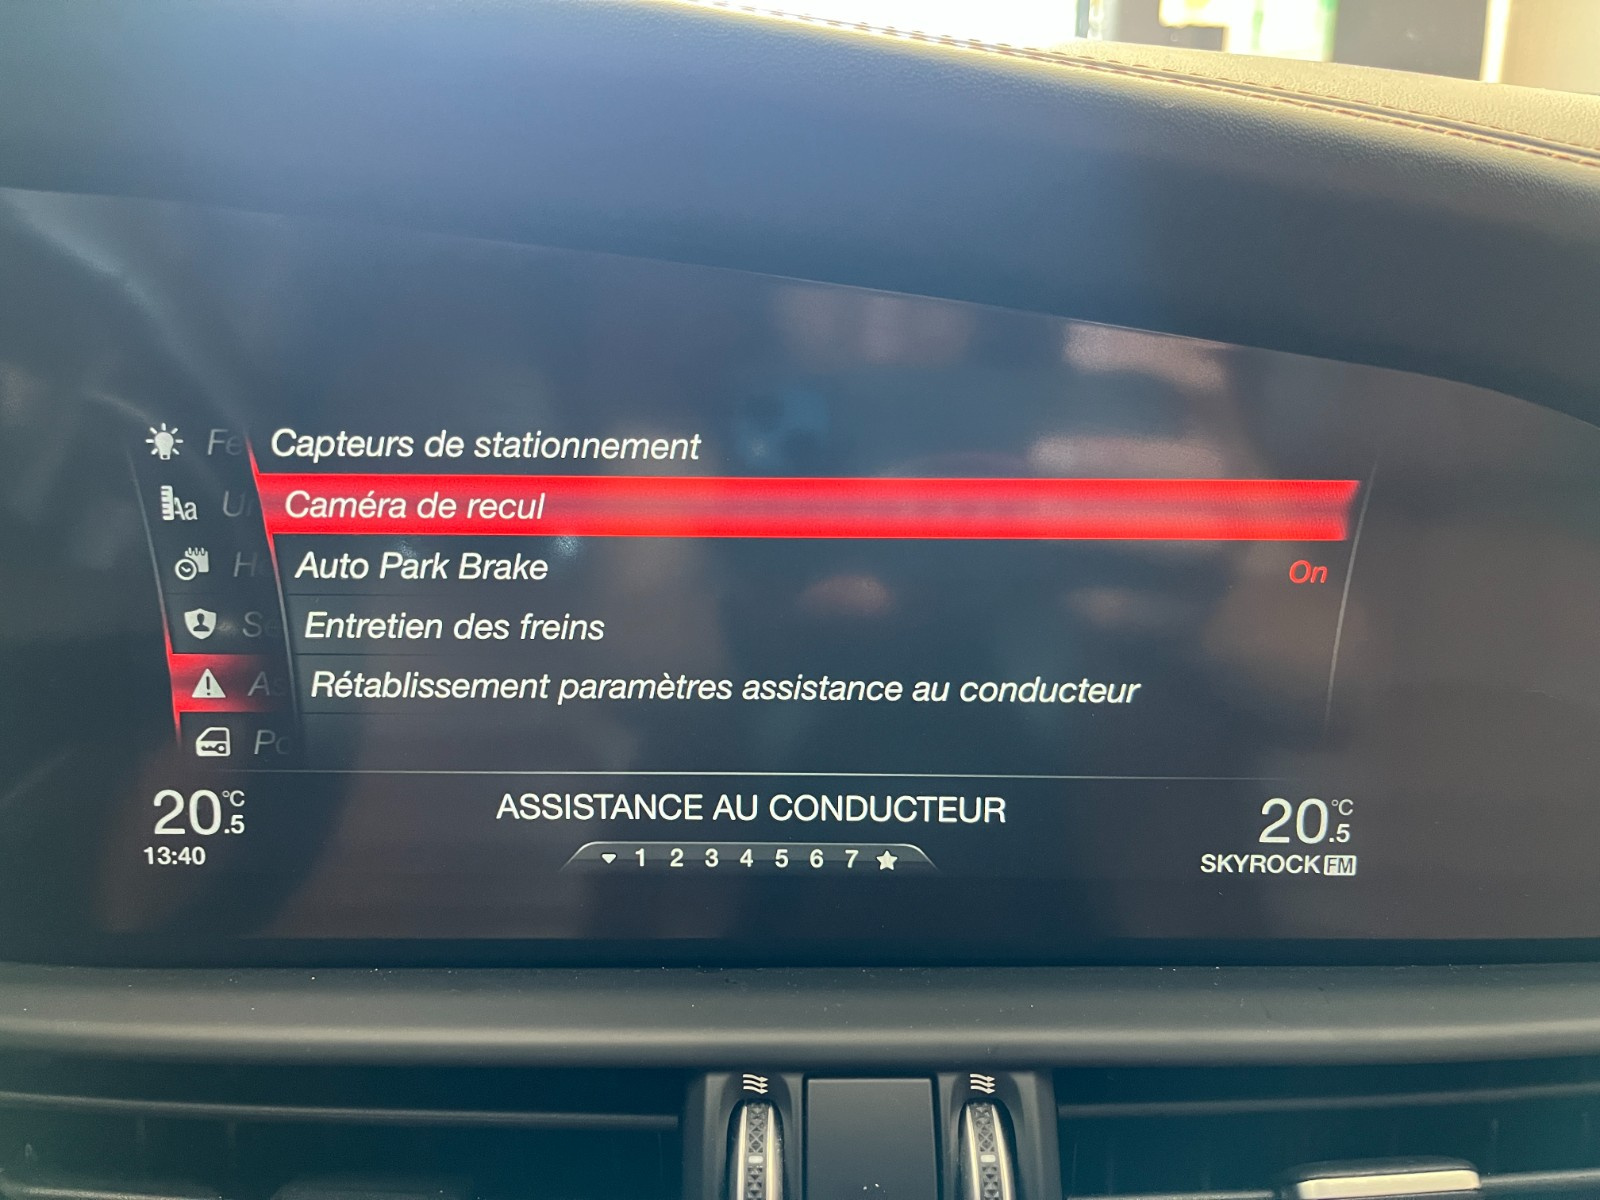 Capteurs de stationnement
Caméra de recul
Auto Park Brake On
Entretien des freins
Rétablissement paramètres assistance au conducteur
20.5 °C
ASSISTANCE AU CONDUCTEUR
20.5 °C
13:40
1 2 3 4 5 6 7
SKYROCK FM